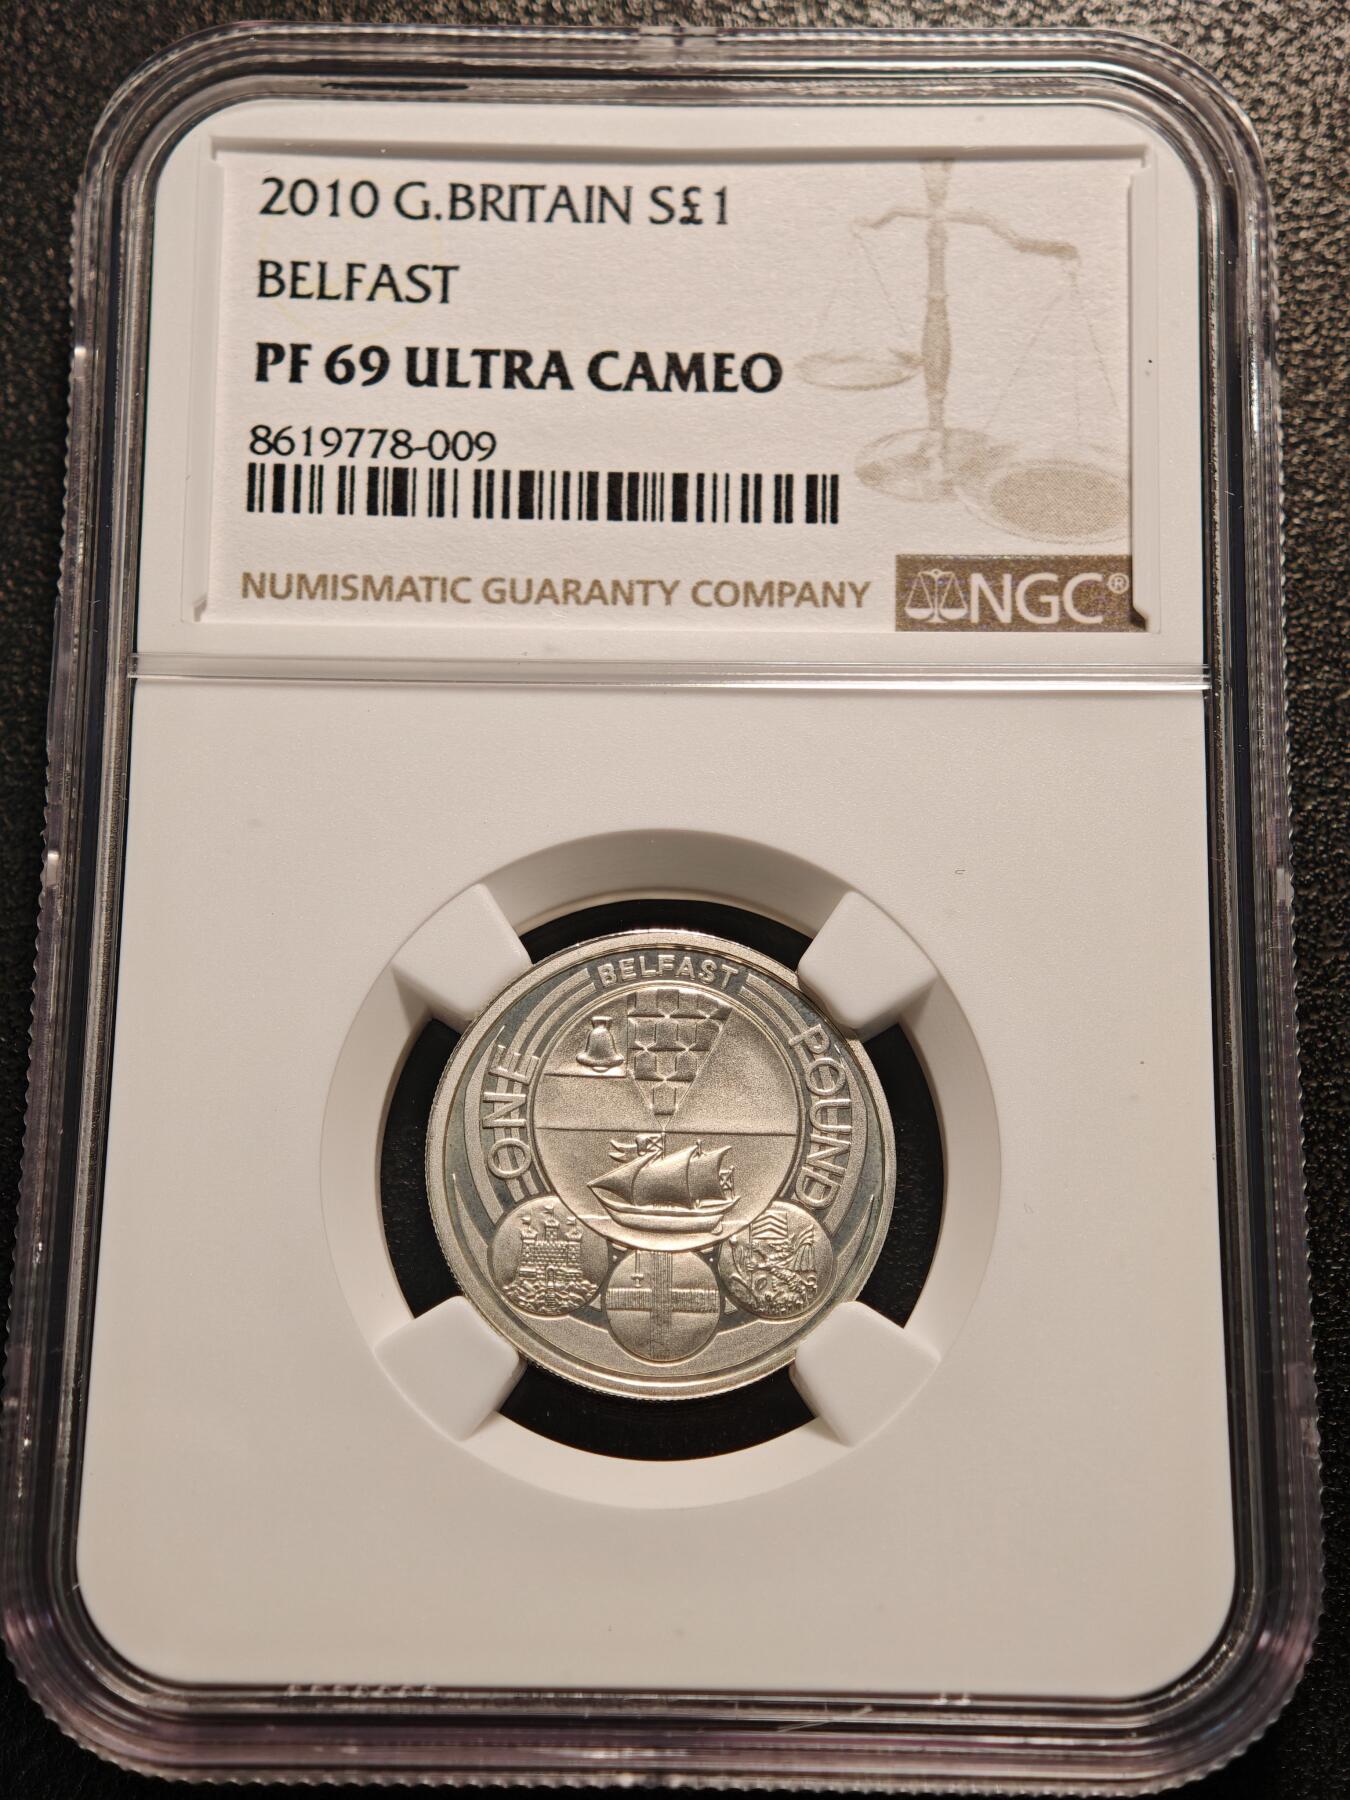 2010 G.BRITAIN S£1
BELFAST
PF 69 ULTRA CAMEO
8619778-009
NUMISMATIC GUARANTY COMPANY
NGC®
BELFAST
ONE
POUND